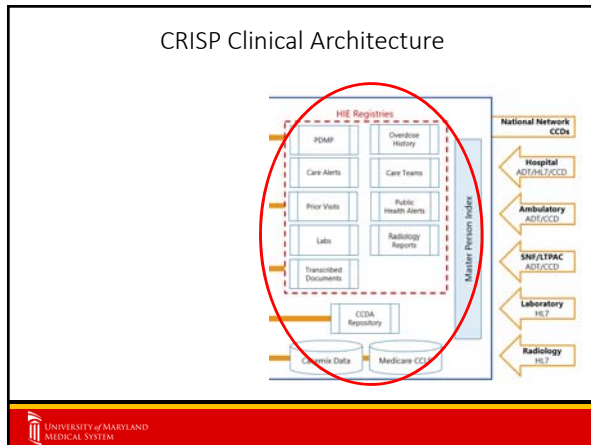 CRISP Clinical Architecture
HIE Registries
PDMP
Overdose
History
Care Alerts
Care Teams
Prior Visits
Public
Health Alerts
Labs
Radiology
Reports
Transcribed
Documents
CCDA
Repository
Casemix Data
Medicare CCLF
Master Person Index
National Network
CCDs
Hospital
ADT/HL7/CCD
Ambulatory
ADT/CCD
SNF/LTPAC
ADT/CCD
Laboratory
HL7
Radiology
HL7
UNIVERSITY of MARYLAND
MEDICAL SYSTEM